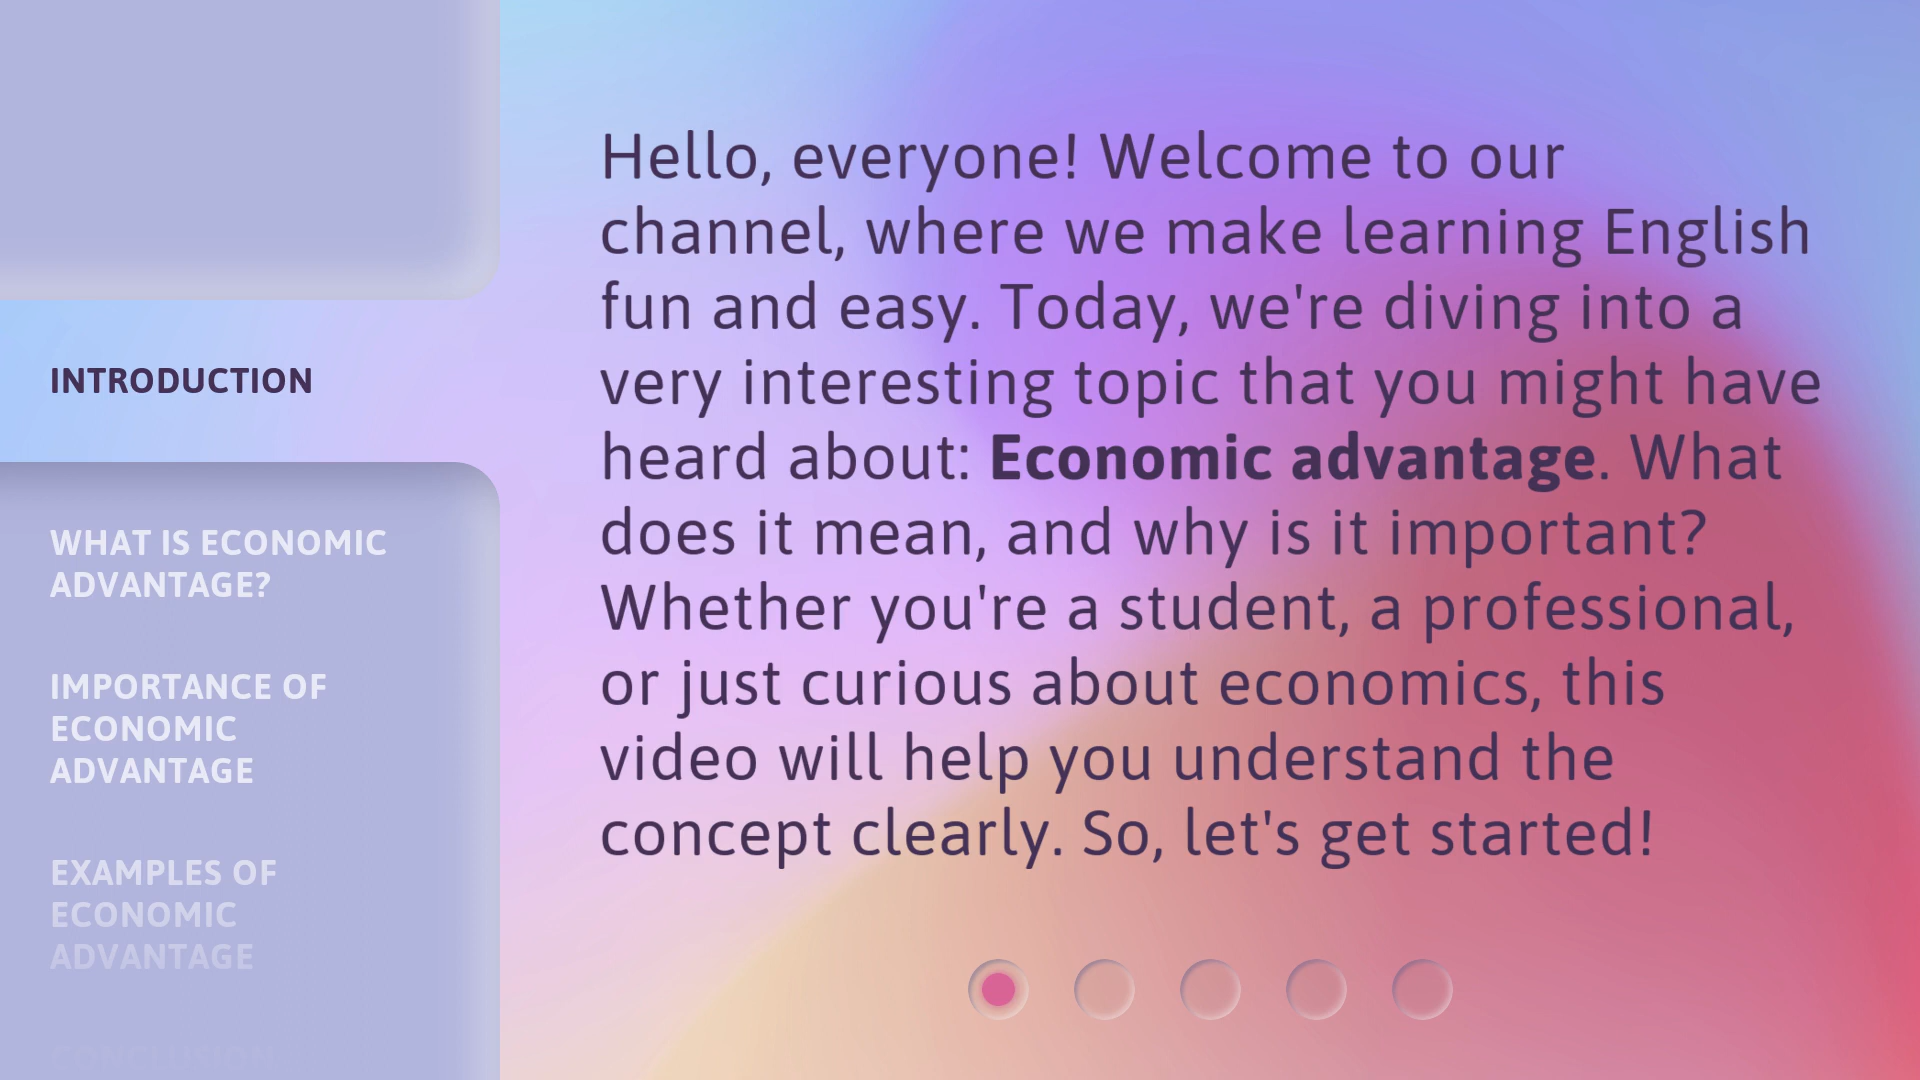 INTRODUCTION
WHAT IS ECONOMIC
ADVANTAGE?
IMPORTANCE OF
ECONOMIC
ADVANTAGE
EXAMPLES OF
ECONOMIC
ADVANTAGE
CONCLUSION
Hello, everyone! Welcome to our
channel, where we make learning English
fun and easy. Today, we're diving into a
very interesting topic that you might have
heard about: Economic advantage. What
does it mean, and why is it important?
Whether you're a student, a professional,
or just curious about economics, this
video will help you understand the
concept clearly. So, let's get started!